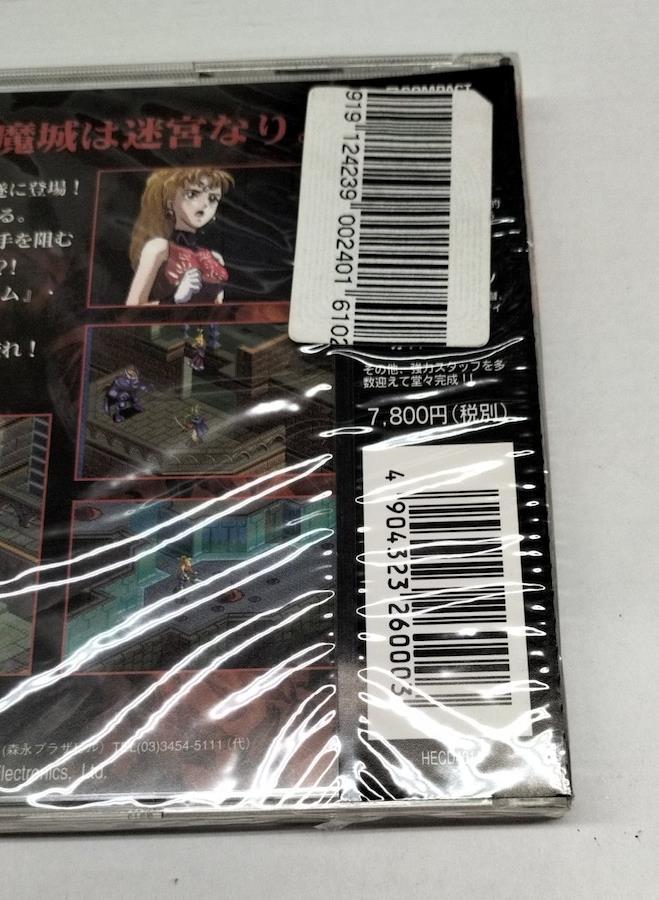 魔城は迷宮なり。
遂に登場！
る。
手を阻む
?!
ム』・
れ！
COMPACT
919 124239 002401 6102
その他、強力スタッフを多
数迎えて堂々完成！！
7,800円（税別）
4 904323 260003
（森永プラザビル）TEL(03)3454-5111（代）
Electronics, Ltd.